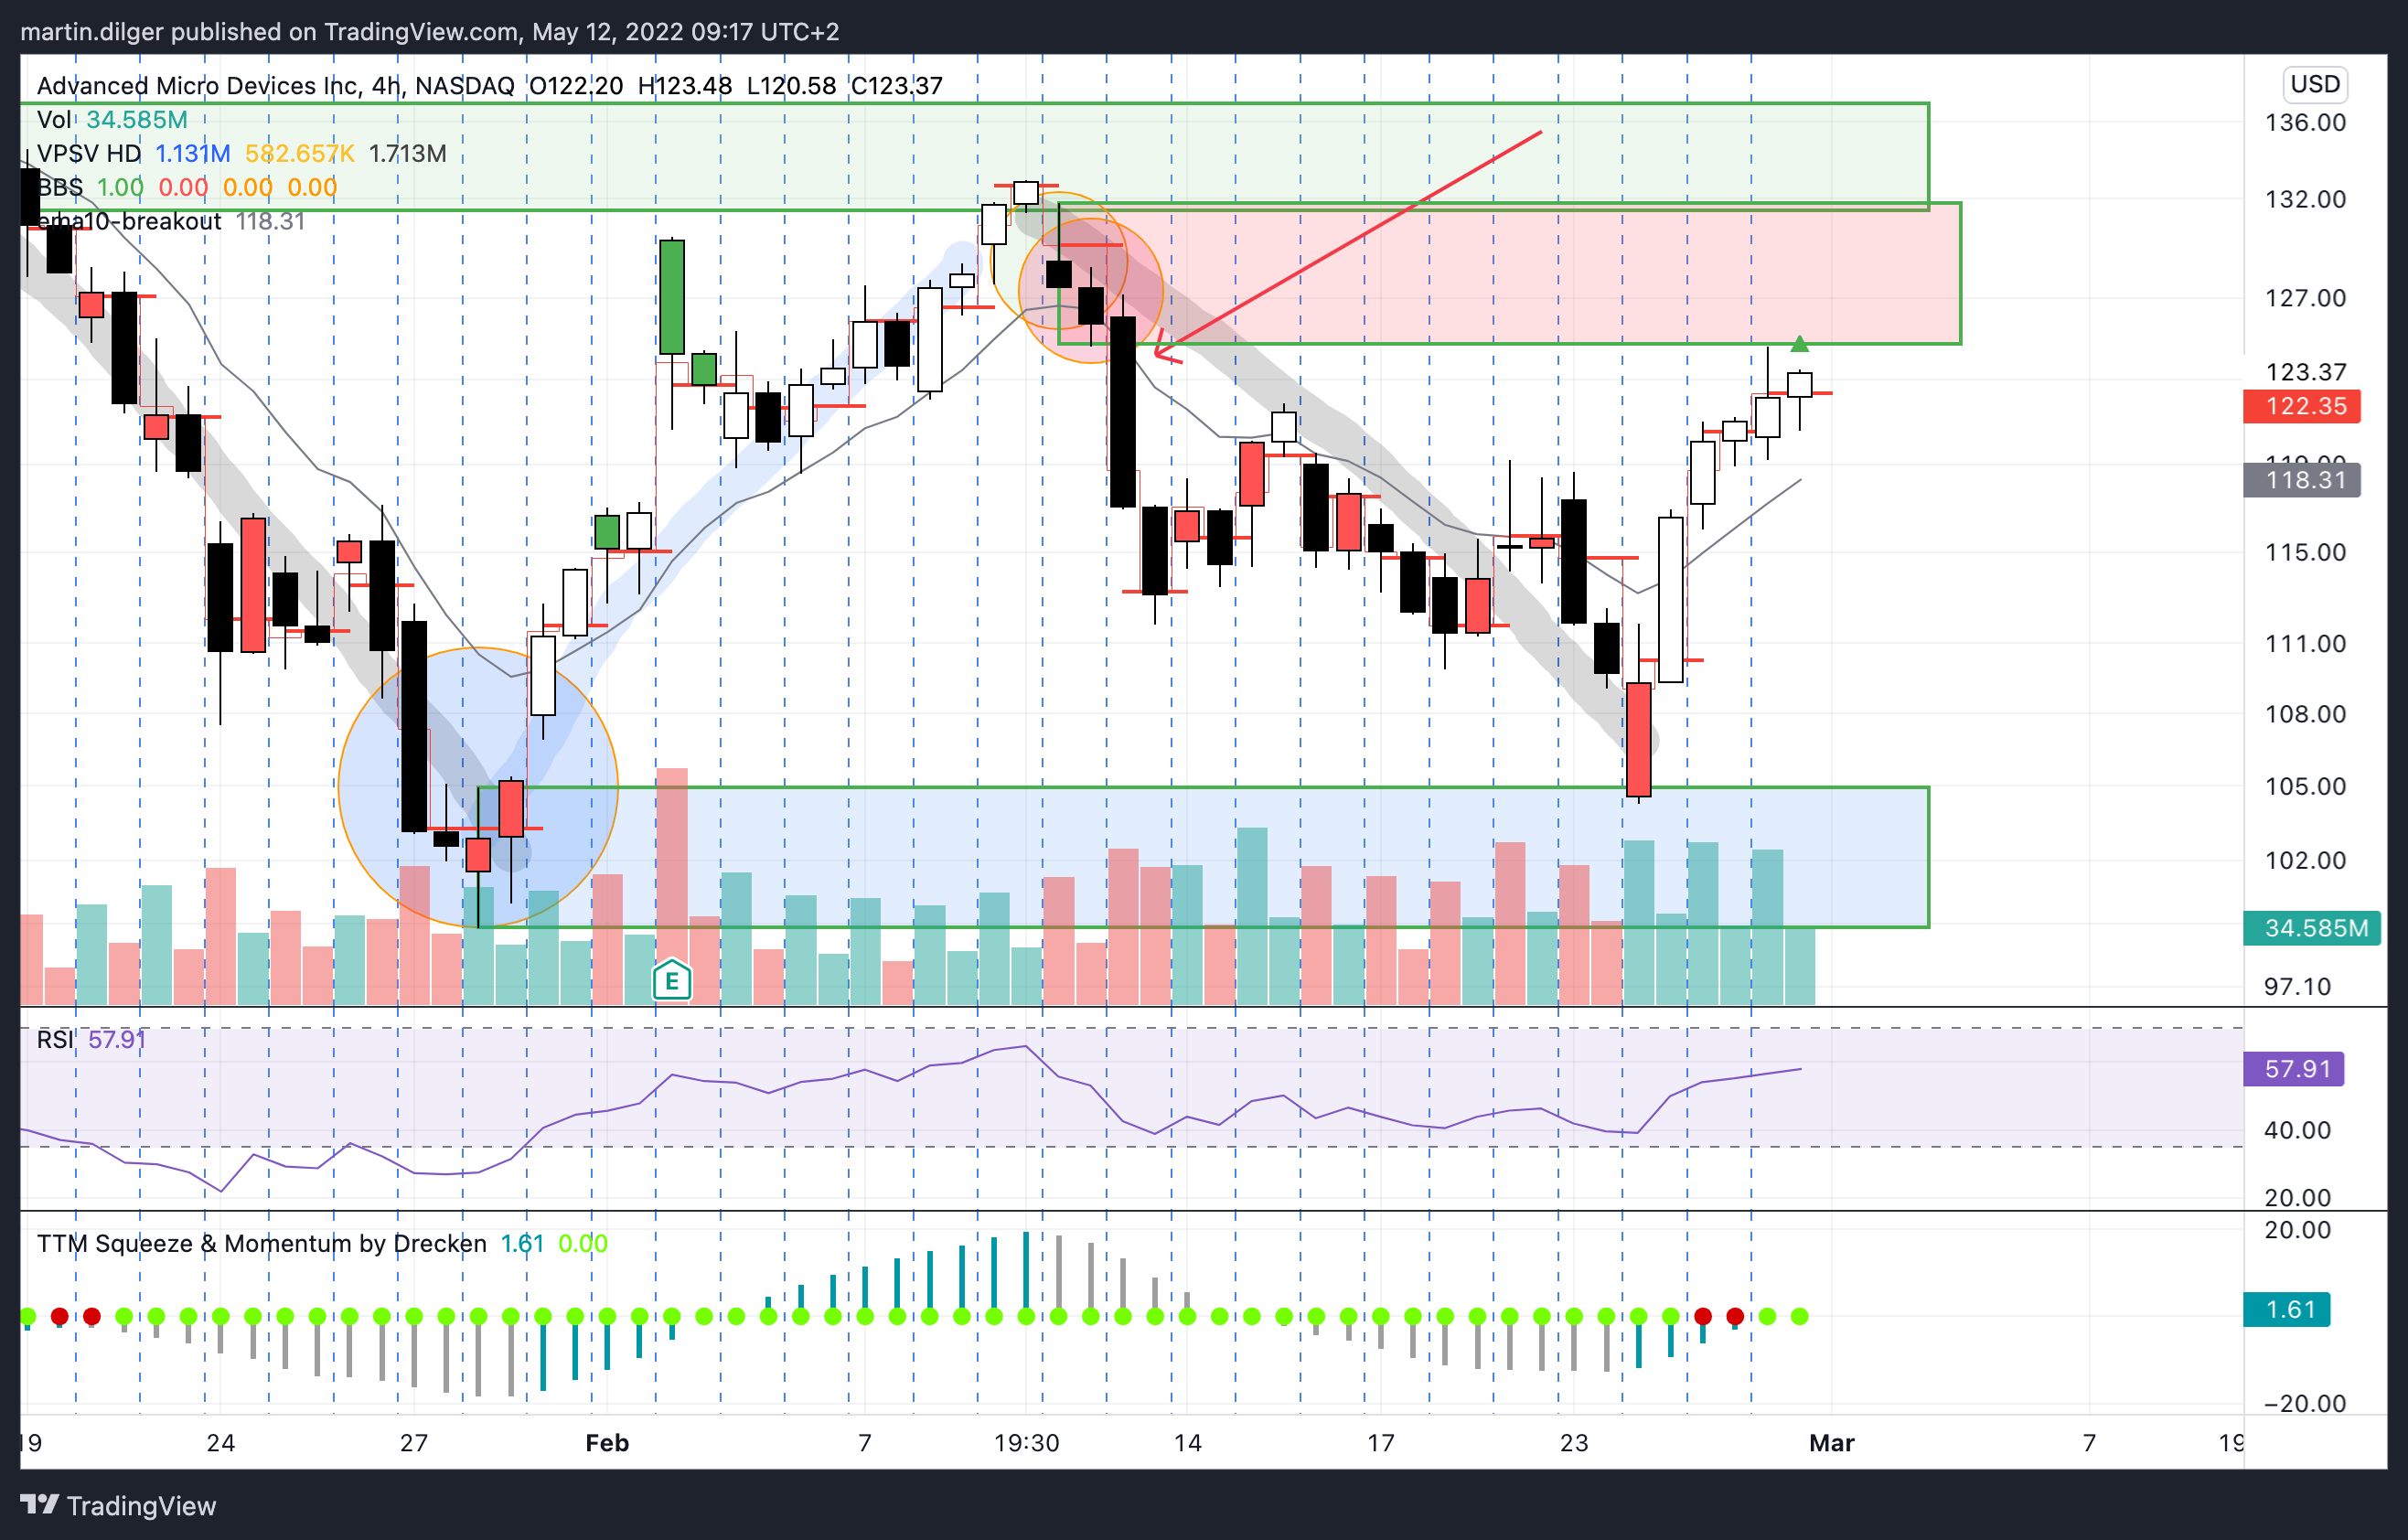 martin.dilger published on TradingView.com, May 12, 2022 09:17 UTC+2
Advanced Micro Devices Inc, 4h, NASDAQ O122.20 H123.48 L120.58 C123.37
Vol 34.585M
VPSV HD 1.131M 582.657K 1.713M
BBS 1.00 0.00 0.00 0.00
ema10-breakout 118.31
USD
136.00
132.00
127.00
123.37
122.35
119.00
118.31
115.00
111.00
108.00
105.00
102.00
34.585M
97.10
E
RSI 57.91
57.91
40.00
20.00
TTM Squeeze & Momentum by Drecken 1.61 0.00
20.00
1.61
−20.00
19 24 27 Feb 7 19:30 14 17 23 Mar 7 19
TradingView